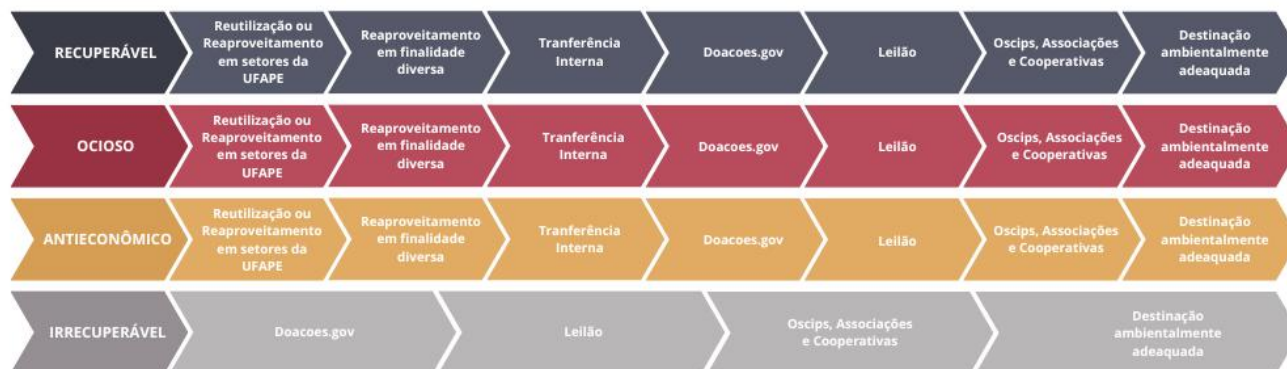 RECUPERÁVEL
Reutilização ou
Reaproveitamento
em setores da
UFAPE
Reaproveitamento
em finalidade
diversa
Tranferência
Interna
Doacoes.gov
Leilão
Oscips, Associações
e Cooperativas
Destinação
ambientalmente
adeaquada
OCIOSO
Reutilização ou
Reaproveitamento
em setores da
UFAPE
Reaproveitamento
em finalidade
diversa
Tranferência
Interna
Doacoes.gov
Leilão
Oscips, Associações
e Cooperativas
Destinação
ambientalmente
adeaquada
ANTIECONÔMICO
Reutilização ou
Reaproveitamento
em setores da
UFAPE
Reaproveitamento
em finalidade
diversa
Tranferência
Interna
Doacoes.gov
Leilão
Oscips, Associações
e Cooperativas
Destinação
ambientalmente
adeaquada
IRRECUPERÁVEL
Doacoes.gov
Leilão
Oscips, Associações
e Cooperativas
Destinação
ambientalmente
adeaquada